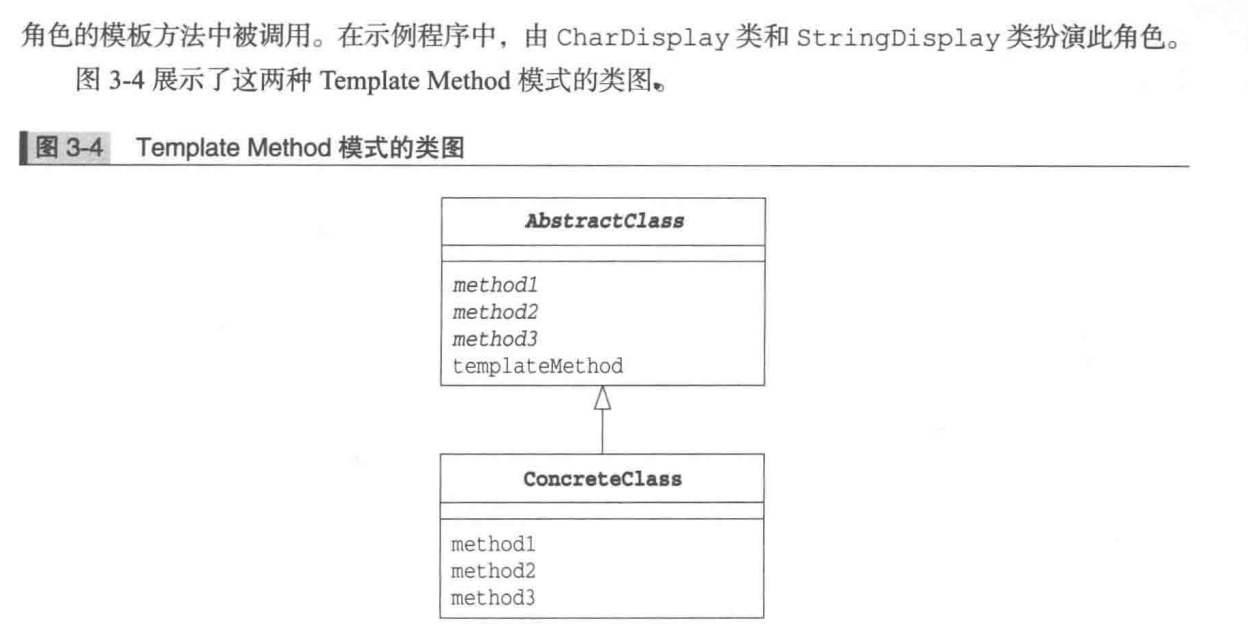 角色的模板方法中被调用。在示例程序中，由 CharDisplay 类和 StringDisplay 类扮演此角色。
图 3-4 展示了这两种 Template Method 模式的类图。
图 3-4 Template Method 模式的类图
AbstractClass
method1
method2
method3
templateMethod
ConcreteClass
method1
method2
method3